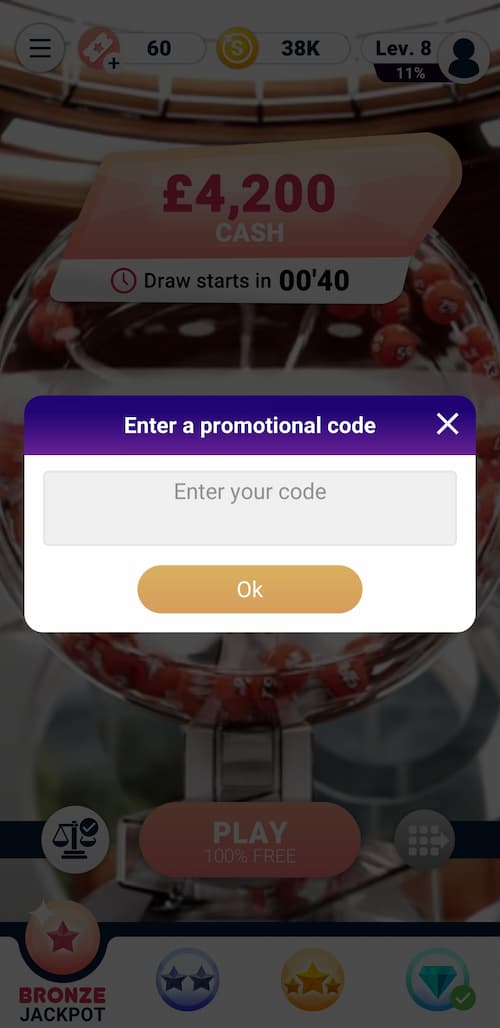 60
38K
Lev. 8
11%
£4,200
CASH
Draw starts in 00'40
Enter a promotional code
Enter your code
Ok
PLAY
100% FREE
BRONZE
JACKPOT